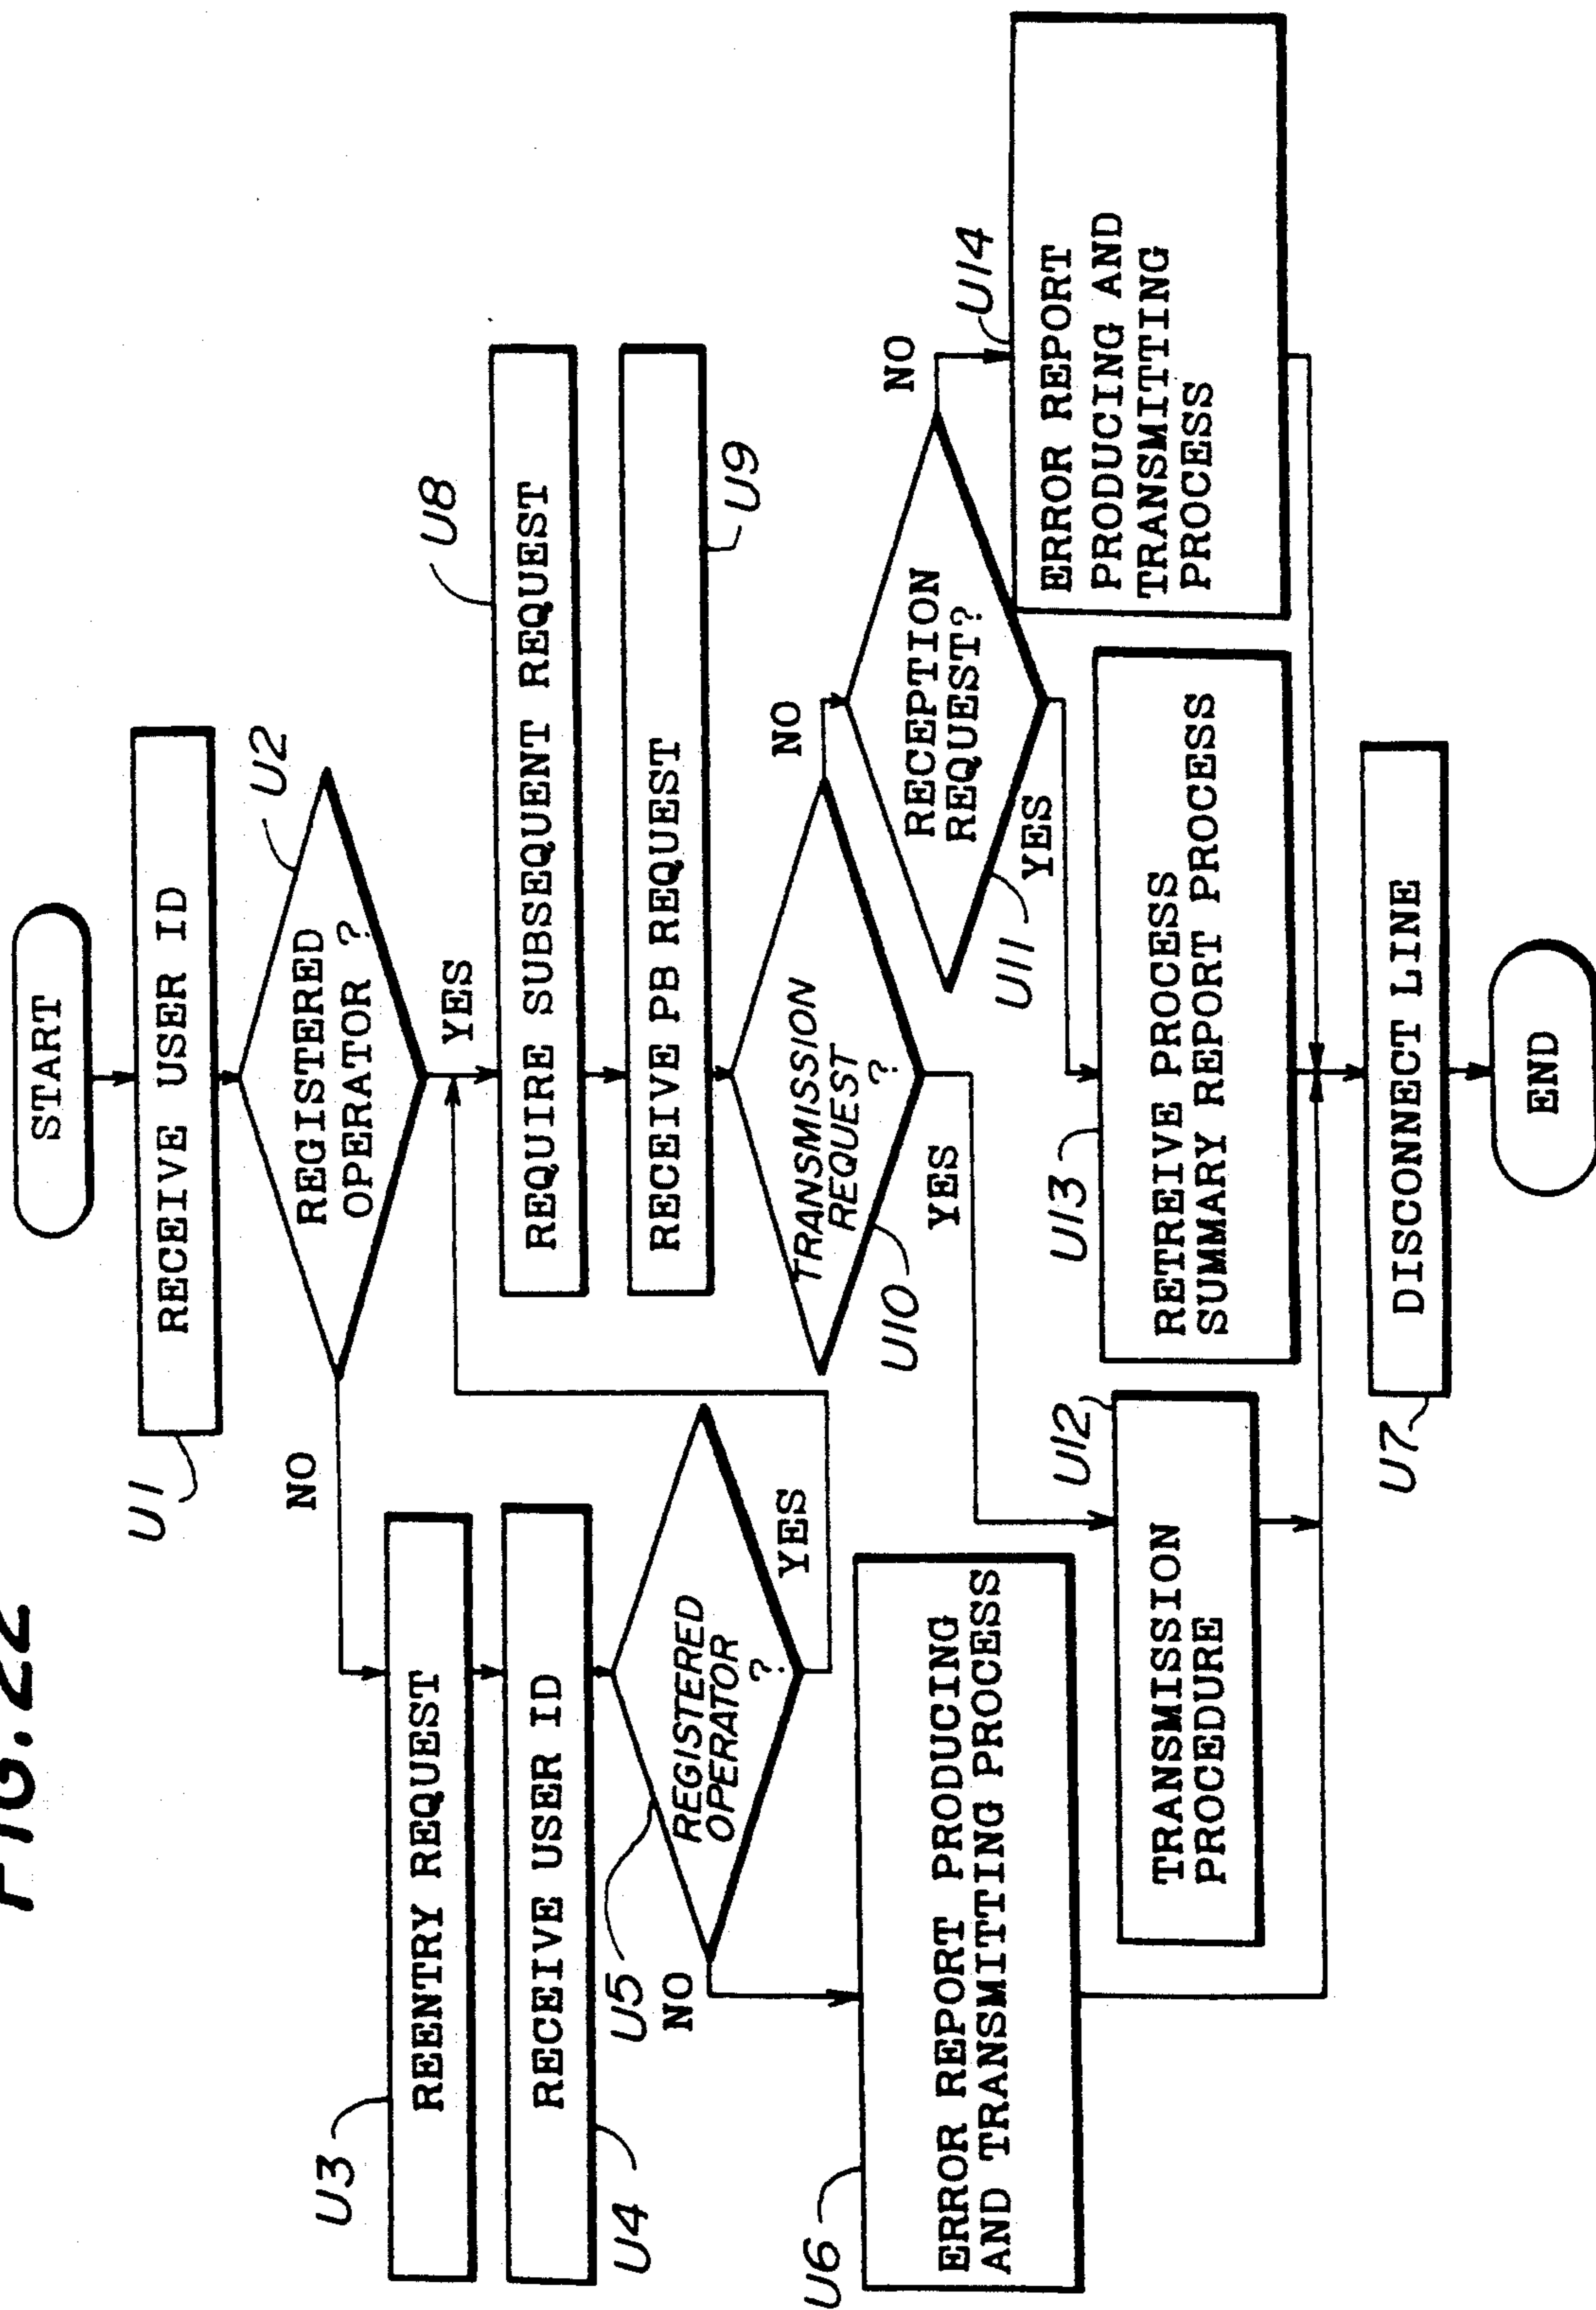 FIG. 22
START
U1
RECEIVE USER ID
U2
REGISTERED
OPERATOR ?
NO
YES
U3
REENTRY REQUEST
U4
RECEIVE USER ID
U5
REGISTERED
OPERATOR
?
NO
YES
U6
ERROR REPORT PRODUCING
AND TRANSMITTING PROCESS
U8
REQUIRE SUBSEQUENT REQUEST
RECEIVE PB REQUEST
U9
TRANSMISSION
REQUEST
?
U10
YES
NO
RECEPTION
REQUEST?
U11
YES
NO
U12
TRANSMISSION
PROCEDURE
U13
RETREIVE PROCESS
SUMMARY REPORT PROCESS
U14
ERROR REPORT
PRODUCING AND
TRANSMITTING
PROCESS
DISCONNECT LINE
U7
END